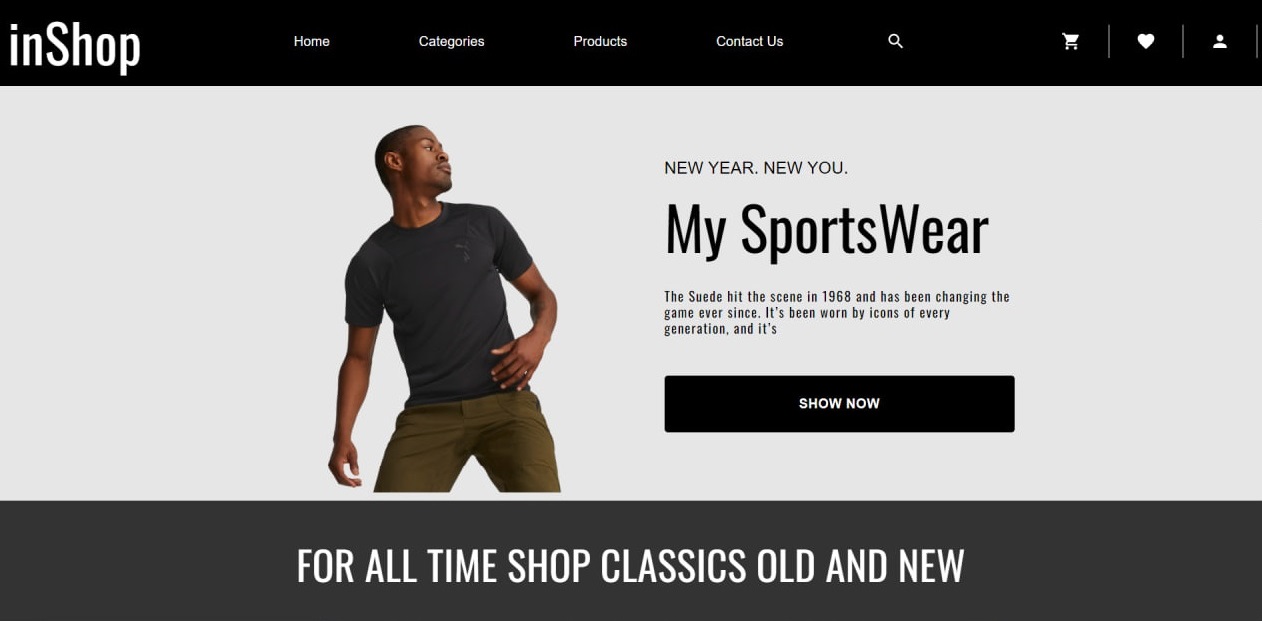 inShop
Home
Categories
Products
Contact Us
NEW YEAR. NEW YOU.
My SportsWear
The Suede hit the scene in 1968 and has been changing the
game ever since. It’s been worn by icons of every
generation, and it’s
SHOW NOW
FOR ALL TIME SHOP CLASSICS OLD AND NEW